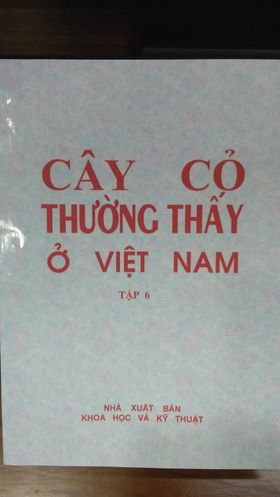 CÂY CỎ
THƯỜNG THẤY
Ở VIỆT NAM
TẬP 6
NHÀ XUẤT BẢN
KHOA HỌC VÀ KỸ THUẬT